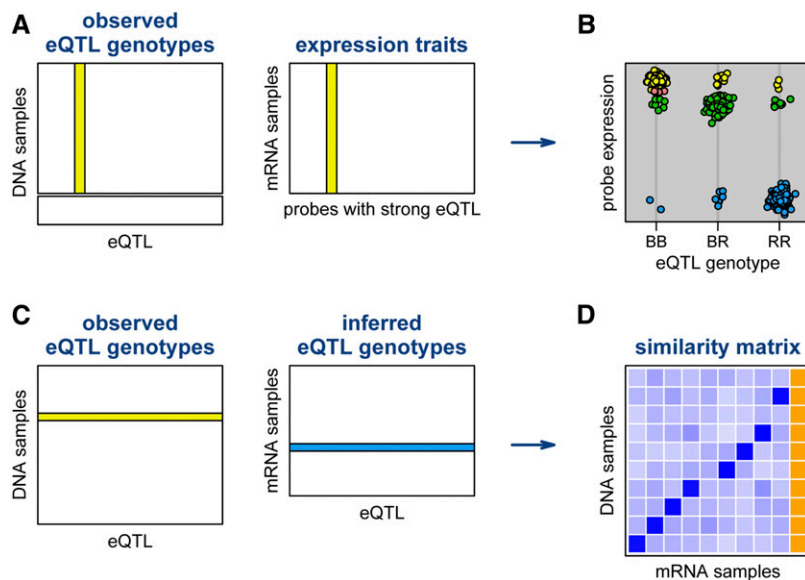 A
observed
eQTL genotypes
DNA samples
eQTL
expression traits
mRNA samples
probes with strong eQTL
B
probe expression
BB BR RR
eQTL genotype
C
observed
eQTL genotypes
DNA samples
eQTL
inferred
eQTL genotypes
mRNA samples
eQTL
D
similarity matrix
DNA samples
mRNA samples